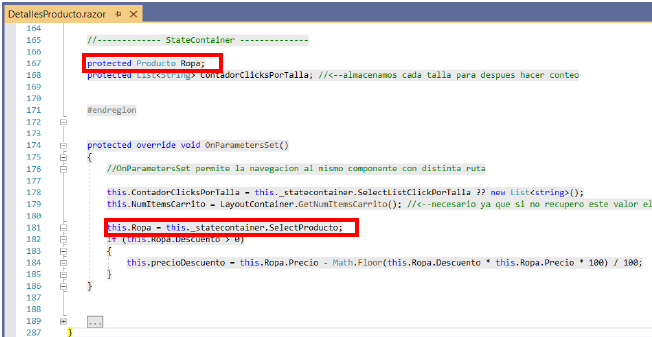 DetallesProducto.razor
164
165 //------------- StateContainer --------------
166
167 protected Producto Ropa;
168 protected List<String> ContadorClicksPorTalla; //<--almacenamos cada talla para despues hacer conteo
169
170
171 #endregion
172
173
174 protected override void OnParametersSet()
175 {
176 //OnParametersSet permite la navegacion al mismo componente con distinta ruta
177
178 this.ContadorClicksPorTalla = this._statecontainer.SelectListClickPorTalla ?? new List<string>();
179 this.NumItemsCarrito = LayoutContainer.GetNumItemsCarrito(); //<--necesario ya que si no recupero este valor el
180
181 this.Ropa = this._statecontainer.SelectProducto;
182 if (this.Ropa.Descuento > 0)
183 {
184 this.precioDescuento = this.Ropa.Precio - Math.Floor(this.Ropa.Descuento * this.Ropa.Precio * 100) / 100;
185 }
186 }
187
188
189 ...
287 }